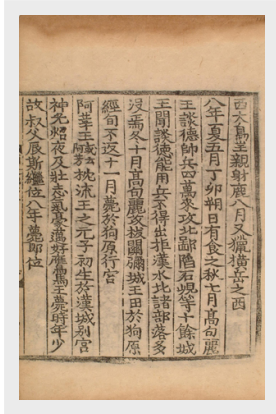 西大島王親射鹿八月又獵橫岳之西
八年夏五月丁卯朔日有食之秋七月高句麗
王談德帥兵四萬來攻北鄙陷石峴等十餘城
王聞談德能用兵不得出拒漢水北諸部落多
沒焉冬十月高句麗攻拔關彌城王田於狗原
經旬不返十一月薨於狗原行宮
阿莘王或云阿芳枕流王之元子初生於漢城別宮
神光炤夜及壯志氣豪邁好鷹馬王薨時年少
故叔父辰斯繼位八年薨即位